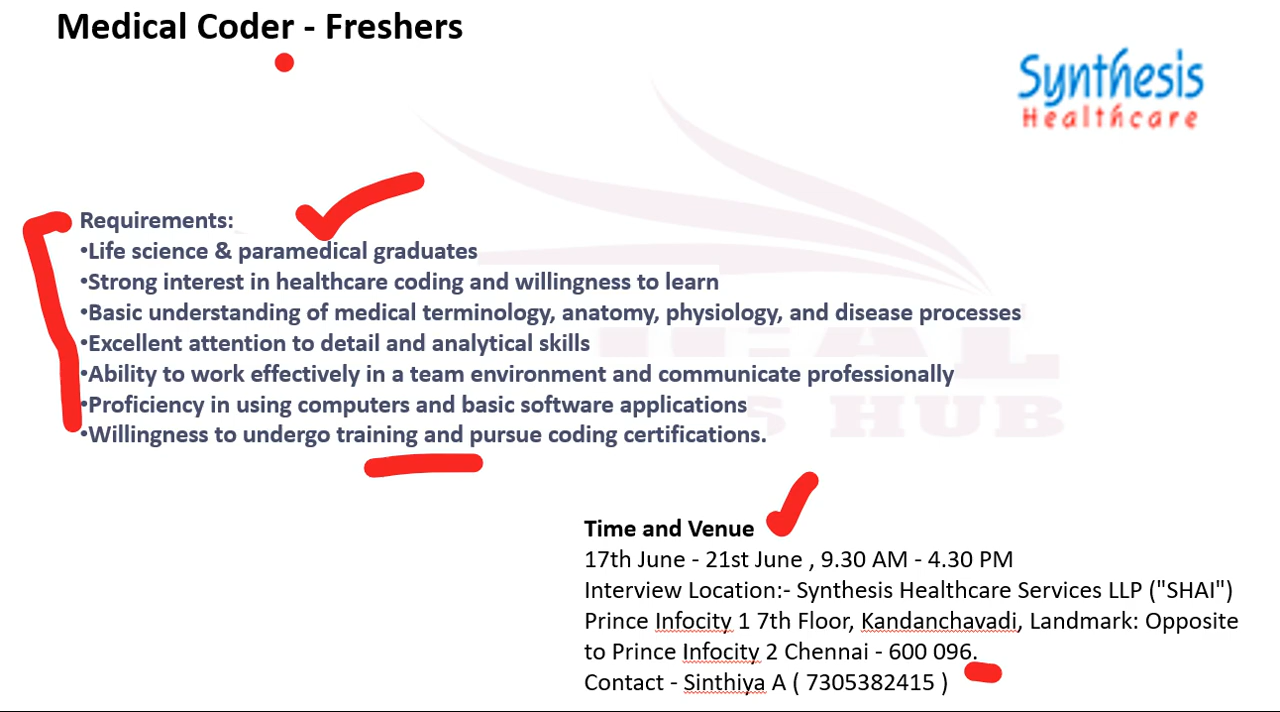 Medical Coder - Freshers
Synthesis
Healthcare
Requirements:
•Life science & paramedical graduates
•Strong interest in healthcare coding and willingness to learn
•Basic understanding of medical terminology, anatomy, physiology, and disease processes
•Excellent attention to detail and analytical skills
•Ability to work effectively in a team environment and communicate professionally
•Proficiency in using computers and basic software applications
•Willingness to undergo training and pursue coding certifications.
HUB
Time and Venue
17th June - 21st June , 9.30 AM - 4.30 PM
Interview Location:- Synthesis Healthcare Services LLP ("SHAI")
Prince Infocity 1 7th Floor, Kandanchavadi, Landmark: Opposite
to Prince Infocity 2 Chennai - 600 096.
Contact - Sinthiya A ( 7305382415 )